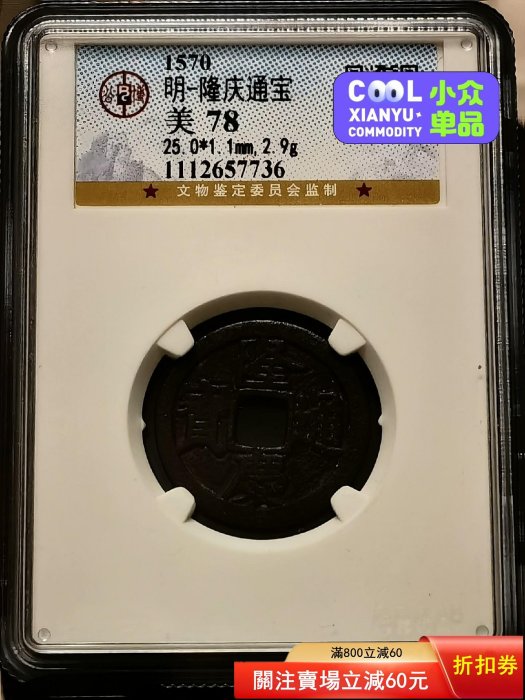 1570
明-隆庆通宝
美 78
25.0*1.1mm,2.9g
1112657736
★ 文物鉴定委员会监制 ★
COOL 小众
XIANYU· 单品
COMMODITY
隆慶通寶
滿800立減60
關注賣場立減60元
折扣券